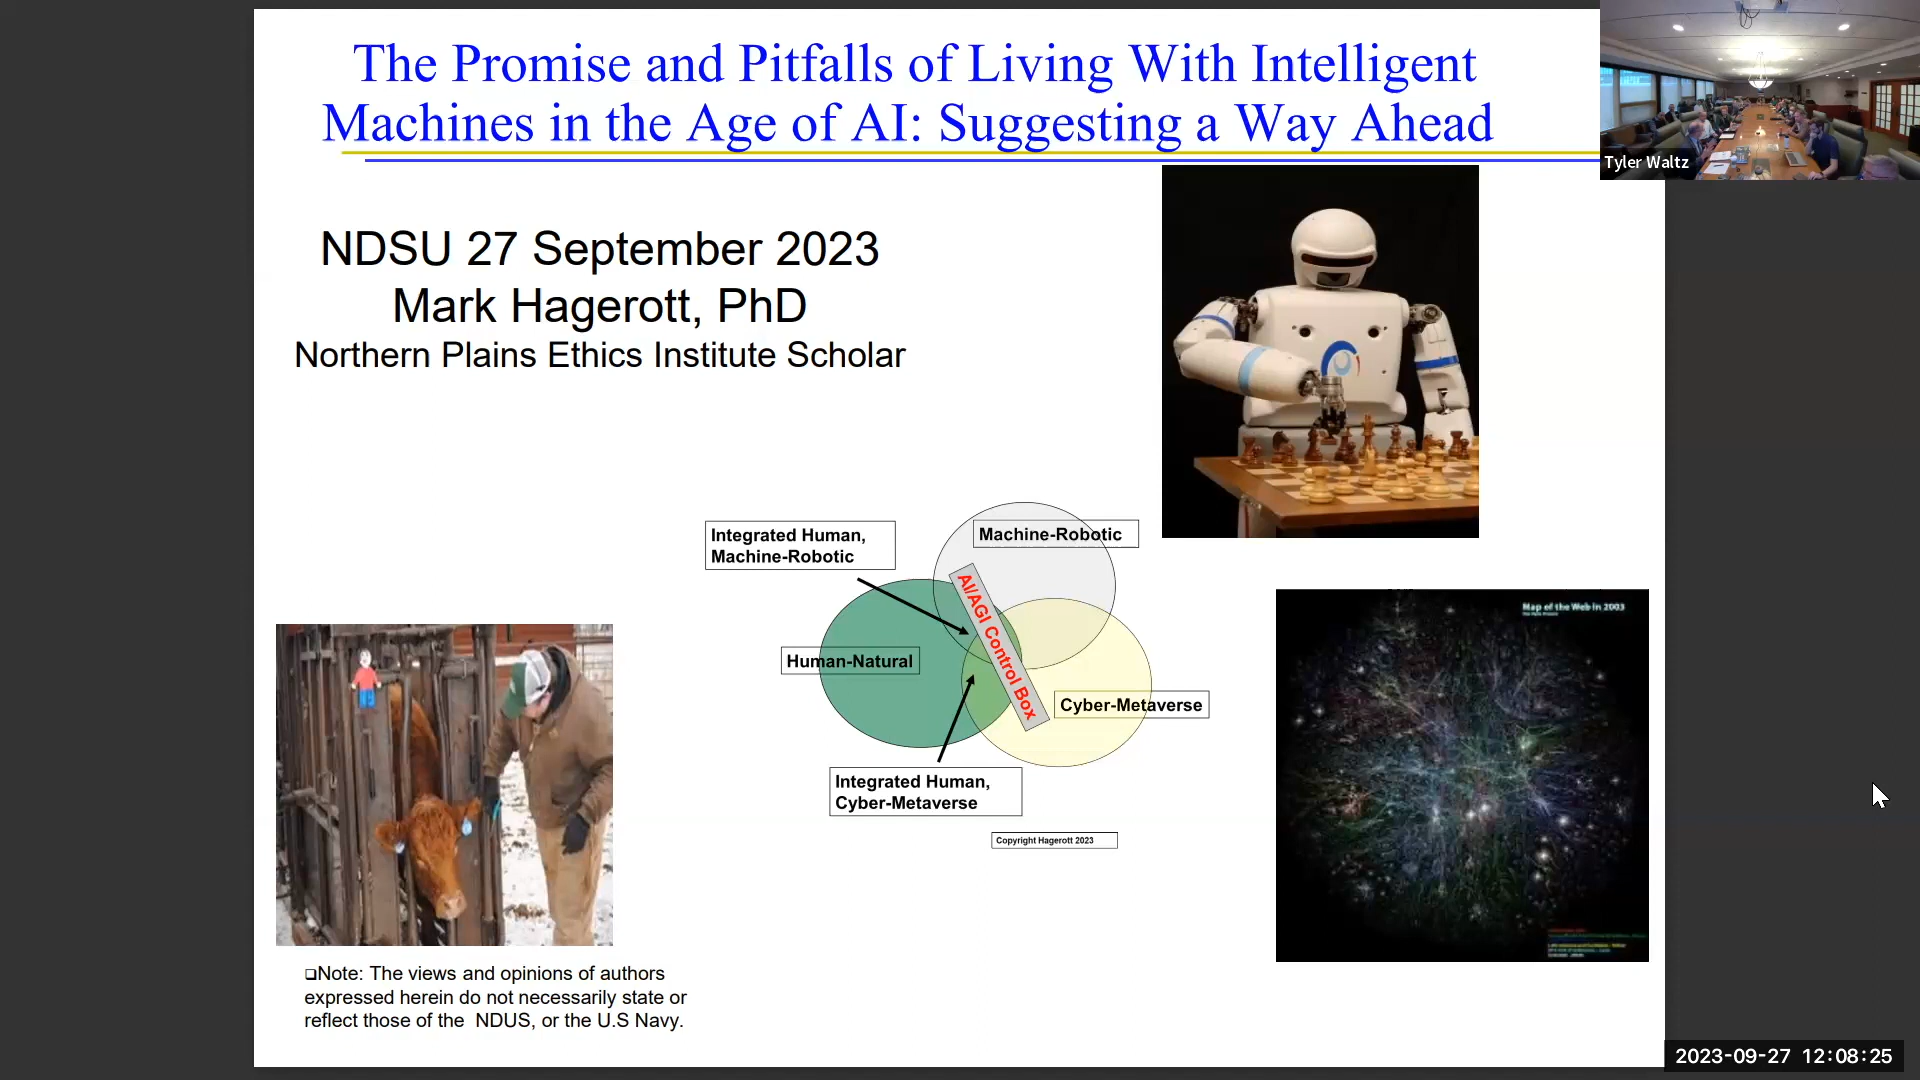 The Promise and Pitfalls of Living With Intelligent
Machines in the Age of AI: Suggesting a Way Ahead
Tyler Waltz
NDSU 27 September 2023
Mark Hagerott, PhD
Northern Plains Ethics Institute Scholar
Integrated Human,
Machine-Robotic
Machine-Robotic
AI/AGI Control Box
Human-Natural
Cyber-Metaverse
Integrated Human,
Cyber-Metaverse
Copyright Hagerott 2023
Map of the Web in 2003
❑Note: The views and opinions of authors
expressed herein do not necessarily state or
reflect those of the NDUS, or the U.S Navy.
2023-09-27 12:08:25